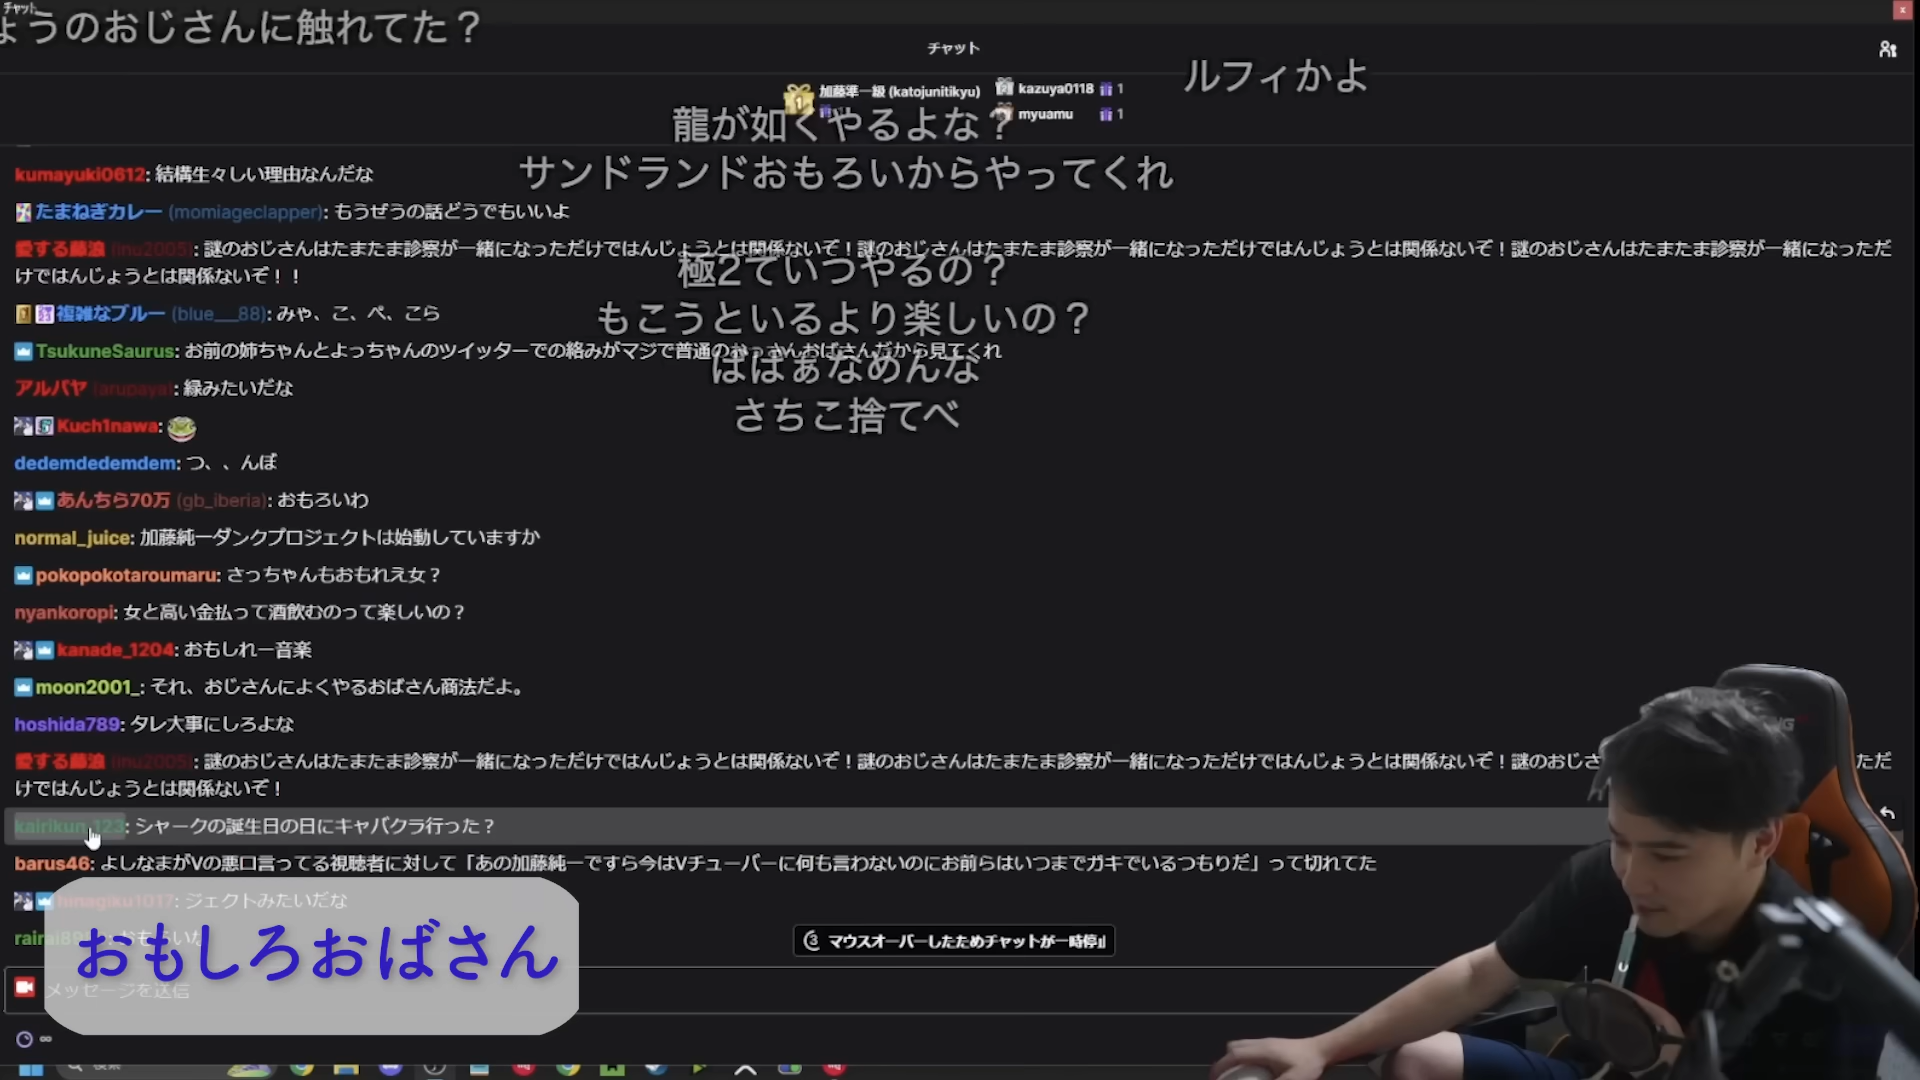 チャット
ょうのおじさんに触れてた？
チャット
ルフィかよ
加藤準一級 (katojunitikyu)
kazuya0118 1
myuamu 1
龍が如くやるよな？
サンドランドおもろいからやってくれ
kumayuki0612: 結構生々しい理由なんだな
たまねぎカレー (momiageclapper): もうぜうの話どうでもいいよ
愛する藤浪 (inu2005): 謎のおじさんはたまたま診察が一緒になっただけではんじょうとは関係ないぞ！謎のおじさんはたまたま診察が一緒になっただけではんじょうとは関係ないぞ！謎のおじさんはたまたま診察が一緒になっただ
けではんじょうとは関係ないぞ！！
極2ていつやるの？
複雑なブルー (blue__88): みゃ、こ、ぺ、こら
もこうといるより楽しいの？
TsukuneSaurus: お前の姉ちゃんとよっちゃんのツイッターでの絡みがマジで普通のおっさんおばさんだから見てくれ
ばばぁなめんな
アルパヤ (arupaya): 緑みたいだな
さちこ捨てべ
Kuch1nawa:
dedemdedemdem: つ、、んぽ
あんちら70万 (gb_iberia): おもろいわ
normal_juice: 加藤純一ダンクプロジェクトは始動していますか
pokopokotaroumaru: さっちゃんもおもれえ女？
nyankoropi: 女と高い金払って酒飲むのって楽しいの？
kanade_1204: おもしれー音楽
moon2001_: それ、おじさんによくやるおばさん商法だよ。
hoshida789: タレ大事にしろよな
愛する藤浪 (inu2005): 謎のおじさんはたまたま診察が一緒になっただけではんじょうとは関係ないぞ！謎のおじさんはたまたま診察が一緒になっただけではんじょうとは関係ないぞ！謎のおじさ ただ
けではんじょうとは関係ないぞ！
kairikun_123: シャークの誕生日の日にキャバクラ行った？
barus46: よしなまがVの悪口言ってる視聴者に対して「あの加藤純一ですら今はVチューバーに何も言わないのにお前らはいつまでガキでいるつもりだ」って切れてた
hinagiku1017: ジェクトみたいだな
おもしろおばさん
マウスオーバーしたためチャットが一時停止
メッセージを送信
検索